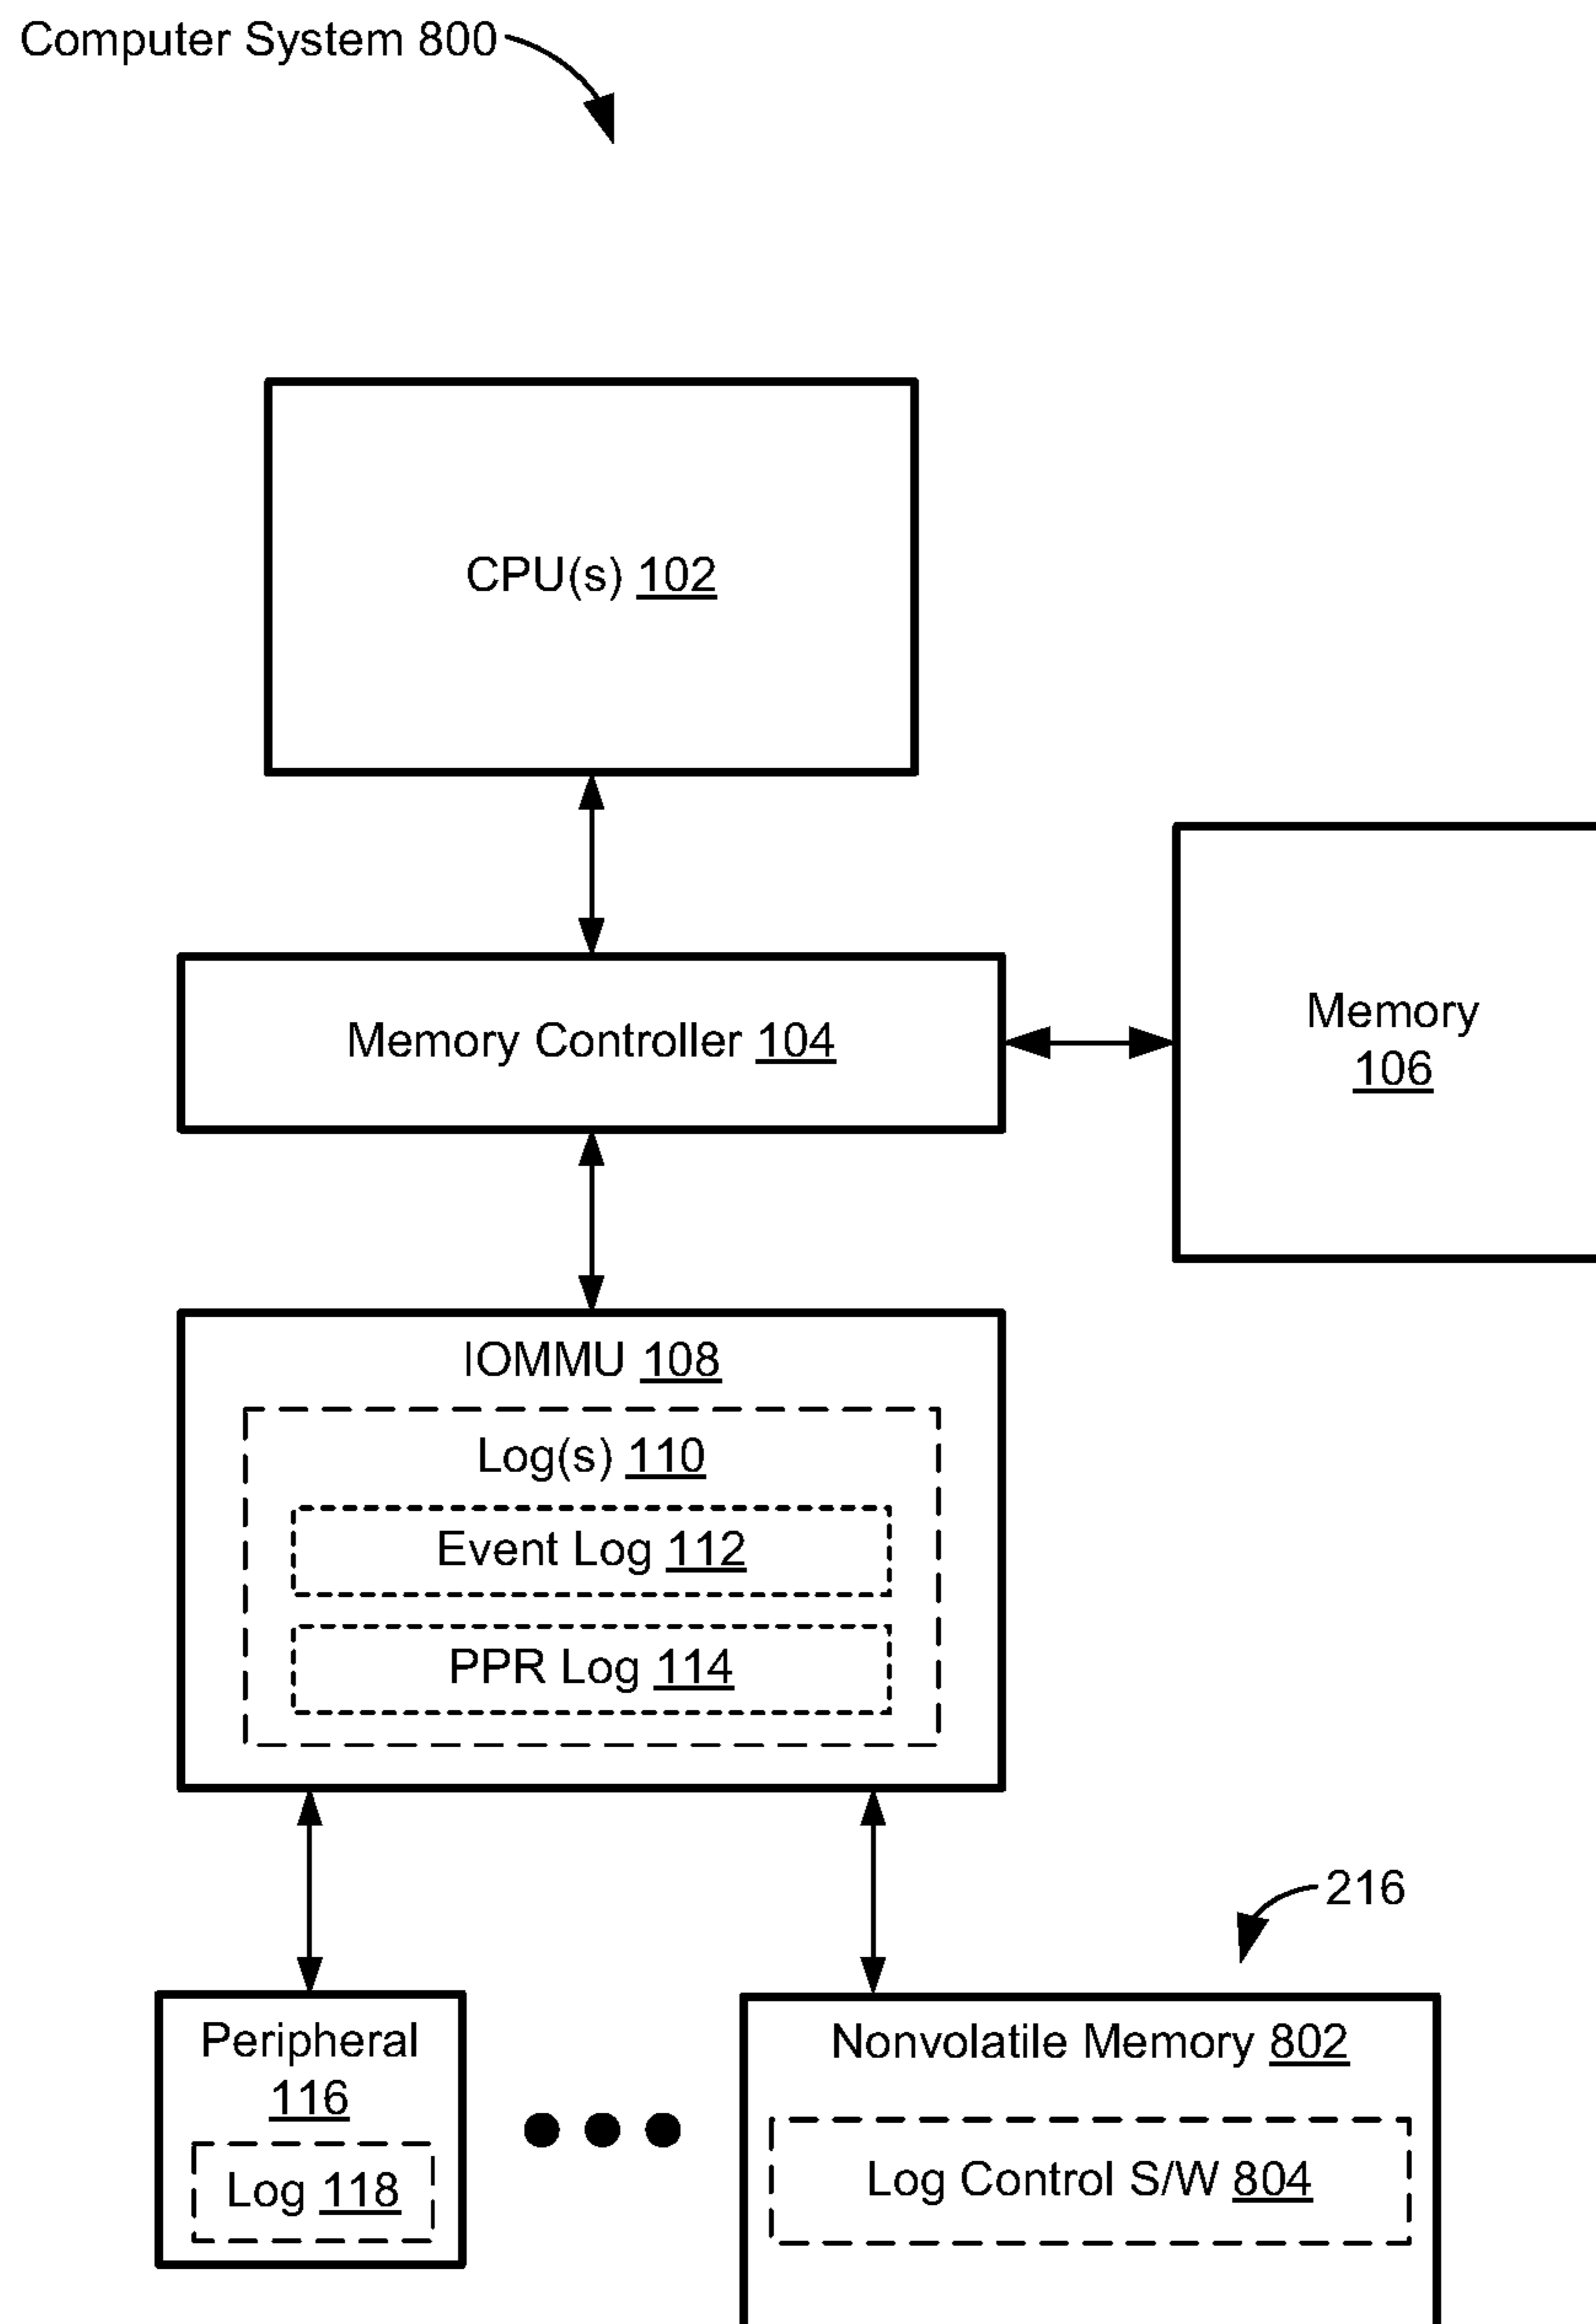 Computer System 800
CPU(s) 102
Memory Controller 104
Memory
106
IOMMU 108
Log(s) 110
Event Log 112
PPR Log 114
216
Peripheral
116
Log 118
Nonvolatile Memory 802
Log Control S/W 804